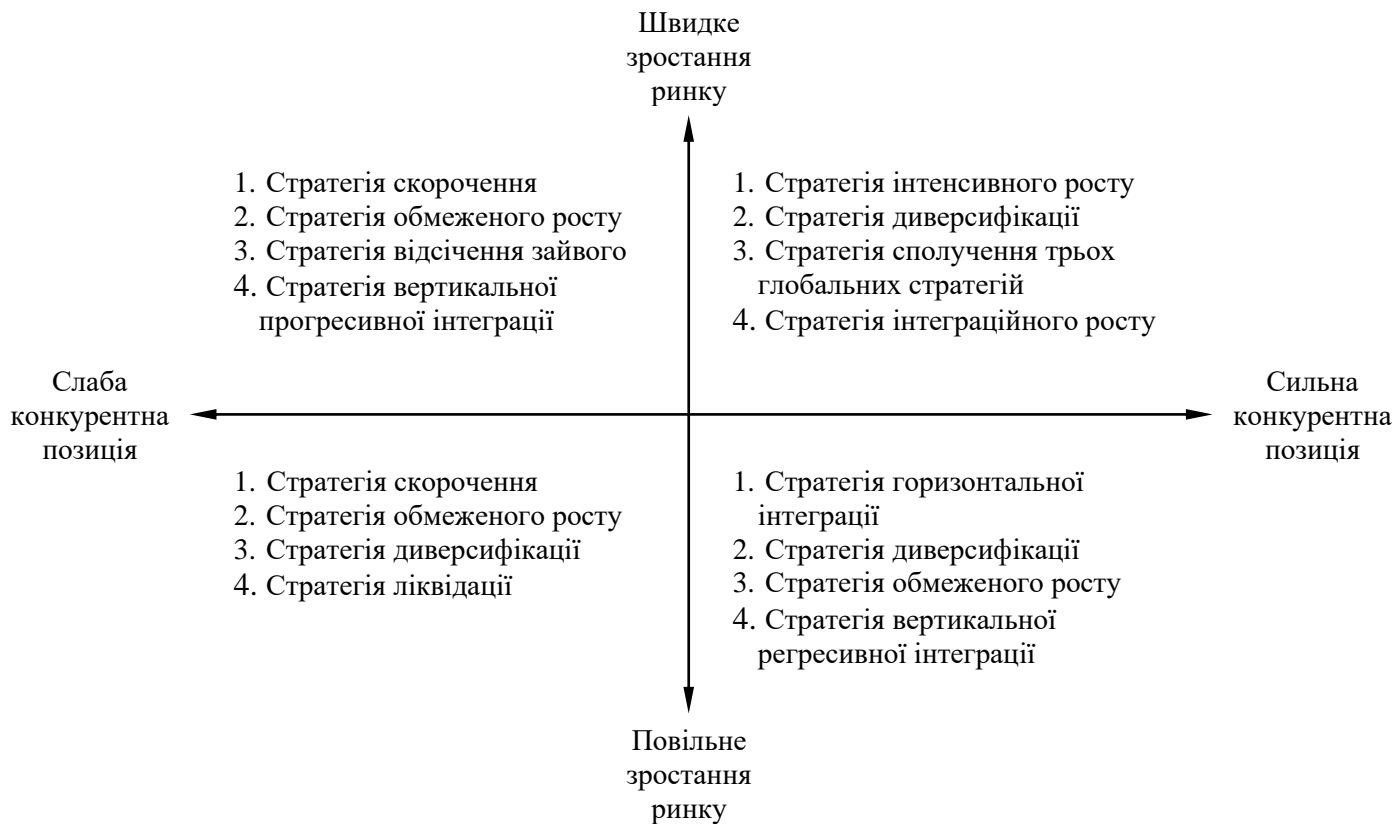 Швидке
зростання
ринку
1. Стратегія скорочення
2. Стратегія обмеженого росту
3. Стратегія відсічення зайвого
4. Стратегія вертикальної
прогресивної інтеграції
1. Стратегія інтенсивного росту
2. Стратегія диверсифікації
3. Стратегія сполучення трьох
глобальних стратегій
4. Стратегія інтеграційного росту
Слаба
конкурентна
позиція
Сильна
конкурентна
позиція
1. Стратегія скорочення
2. Стратегія обмеженого росту
3. Стратегія диверсифікації
4. Стратегія ліквідації
1. Стратегія горизонтальної
інтеграції
2. Стратегія диверсифікації
3. Стратегія обмеженого росту
4. Стратегія вертикальної
регресивної інтеграції
Повільне
зростання
ринку